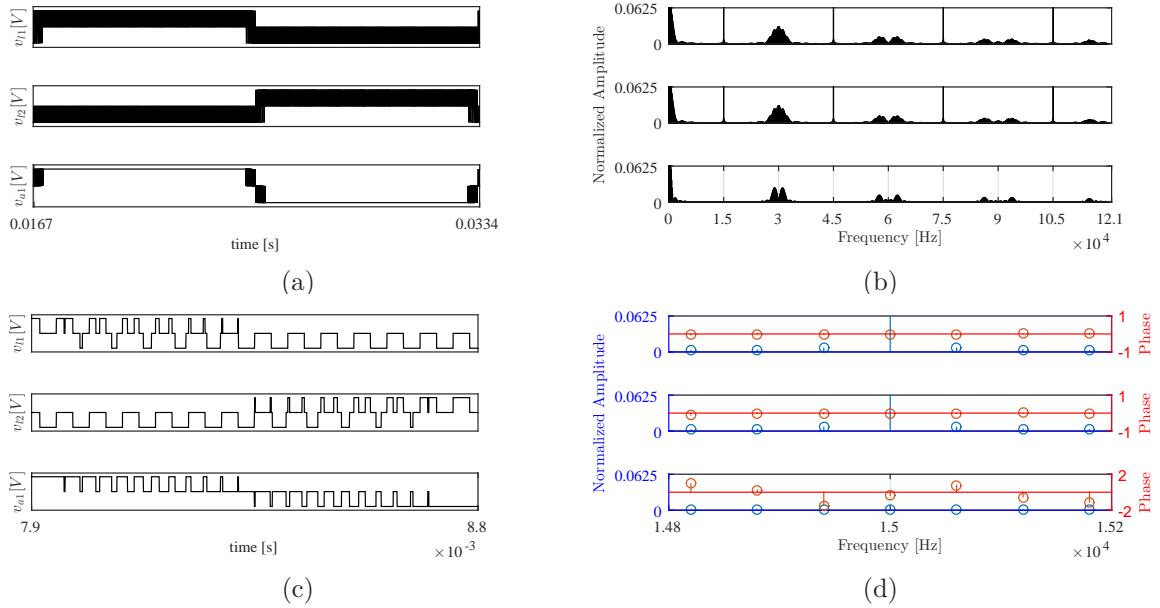 v_{l1}[V]
v_{l2}[V]
v_{a1}[V]
0.0167 0.0334
time [s]
(a)
Normalized Amplitude
0.0625
0
0.0625
0
0.0625
0
0 1.5 3 4.5 6 7.5 9 10.5 12.1
Frequency [Hz] × 10^4
(b)
v_{l1}[V]
v_{l2}[V]
v_{a1}[V]
7.9 8.8
time [s] × 10^{-3}
(c)
Normalized Amplitude
0.0625 1
0 -1
Phase
0.0625 1
0 -1
Phase
0.0625 2
0 -2
Phase
1.48 1.5 1.52
Frequency [Hz] × 10^4
(d)